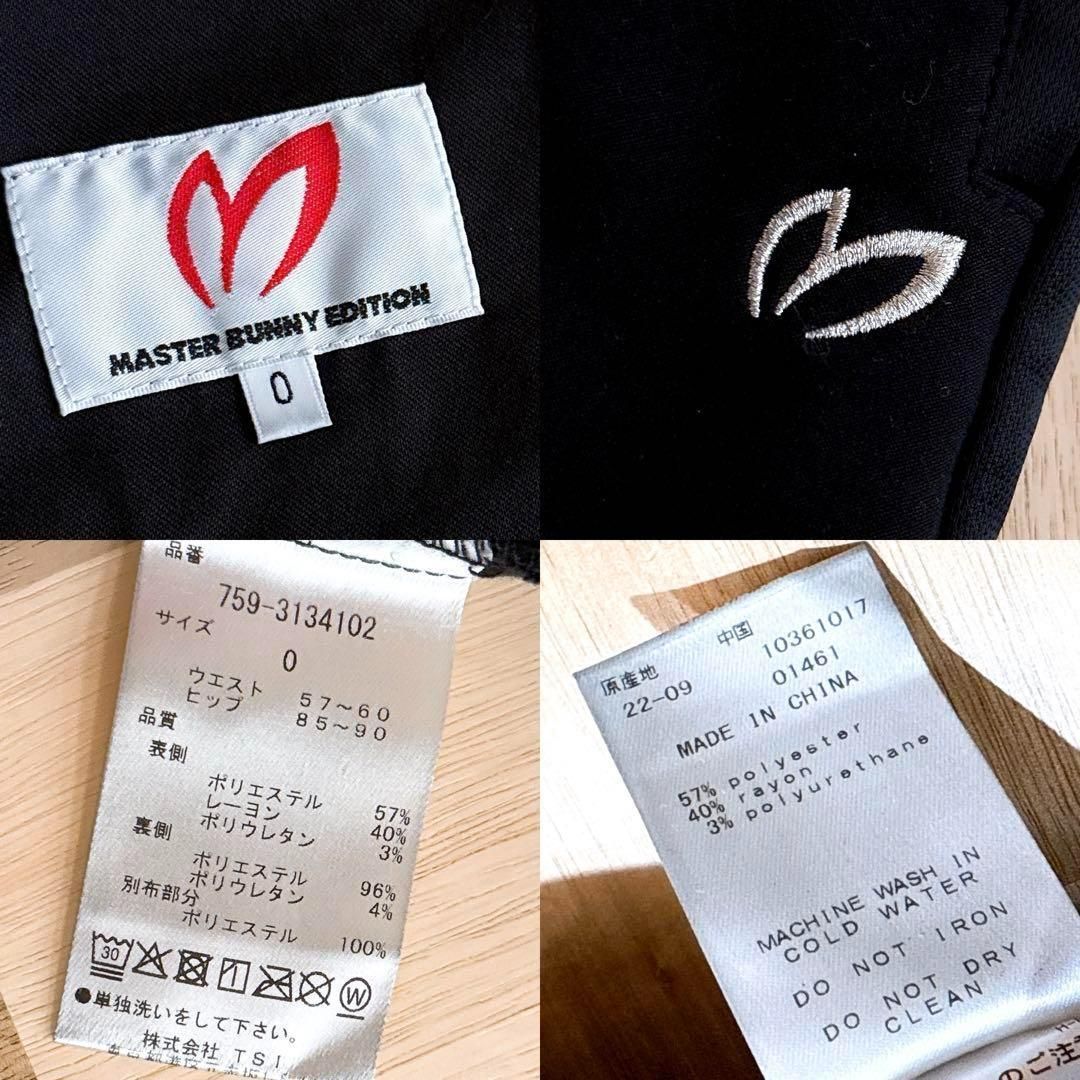 MASTER BUNNY EDITION
0
品番
759-3134102
サイズ
0
ウエスト 57～60
ヒップ 85～90
品質
表側
ポリエステル 57%
レーヨン 40%
ポリウレタン 3%
裏側
ポリエステル 96%
ポリウレタン 4%
別布部分
ポリエステル 100%
30
W
●単独洗いをして下さい。
株式会社 TSI
原産地 中国 10361017
22-09 01461
MADE IN CHINA
57% polyester
40% rayon
3% polyurethane
MACHINE WASH IN
COLD WATER
DO NOT IRON
DO NOT DRY
CLEAN
のご注意